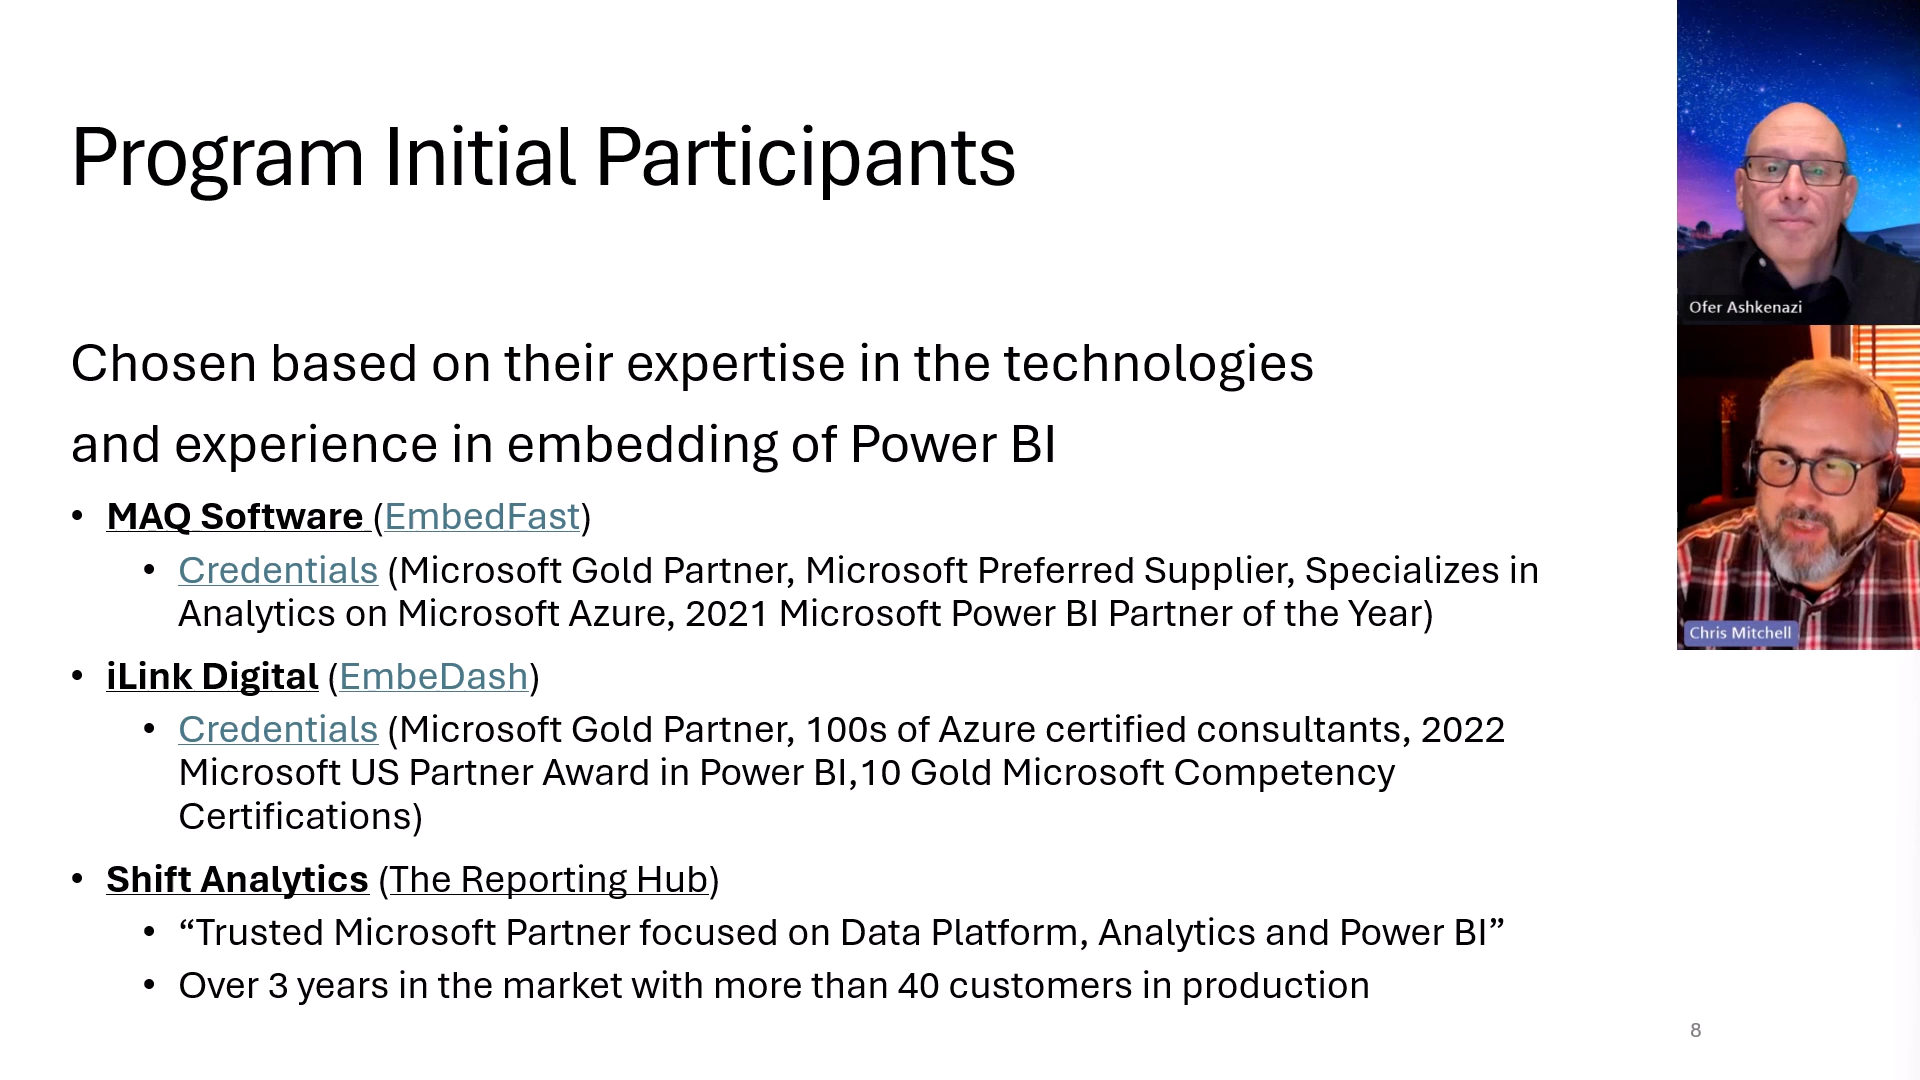 Program Initial Participants
Chosen based on their expertise in the technologies
and experience in embedding of Power BI
• MAQ Software (EmbedFast)
• Credentials (Microsoft Gold Partner, Microsoft Preferred Supplier, Specializes in
Analytics on Microsoft Azure, 2021 Microsoft Power BI Partner of the Year)
• iLink Digital (EmbeDash)
• Credentials (Microsoft Gold Partner, 100s of Azure certified consultants, 2022
Microsoft US Partner Award in Power BI,10 Gold Microsoft Competency
Certifications)
• Shift Analytics (The Reporting Hub)
• “Trusted Microsoft Partner focused on Data Platform, Analytics and Power BI”
• Over 3 years in the market with more than 40 customers in production
8
Ofer Ashkenazi
Chris Mitchell